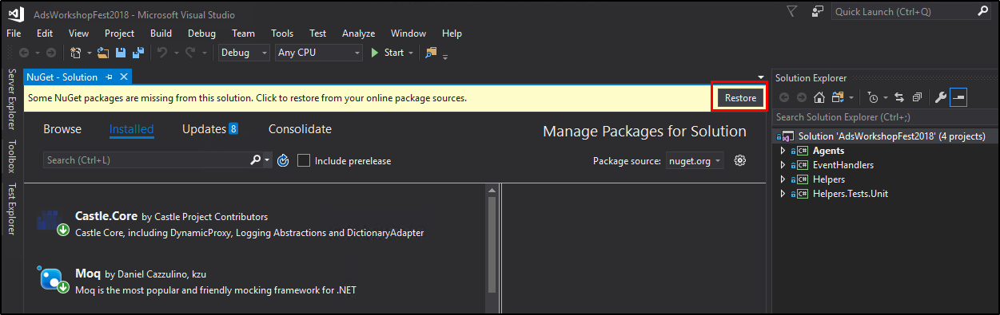 AdsWorkshopFest2018 - Microsoft Visual Studio
Quick Launch (Ctrl+Q)
File Edit View Project Build Debug Team Tools Test Analyze Window Help
Debug Any CPU Start
Server Explorer
Toolbox
Test Explorer
NuGet - Solution
Some NuGet packages are missing from this solution. Click to restore from your online package sources.
Restore
Browse Installed Updates 8 Consolidate
Manage Packages for Solution
Search (Ctrl+L)
Include prerelease
Package source: nuget.org
Castle.Core by Castle Project Contributors
Castle Core, including DynamicProxy, Logging Abstractions and DictionaryAdapter
Moq by Daniel Cazzulino, kzu
Moq is the most popular and friendly mocking framework for .NET
Solution Explorer
Search Solution Explorer (Ctrl+;)
Solution 'AdsWorkshopFest2018' (4 projects)
C# Agents
C# EventHandlers
C# Helpers
C# Helpers.Tests.Unit